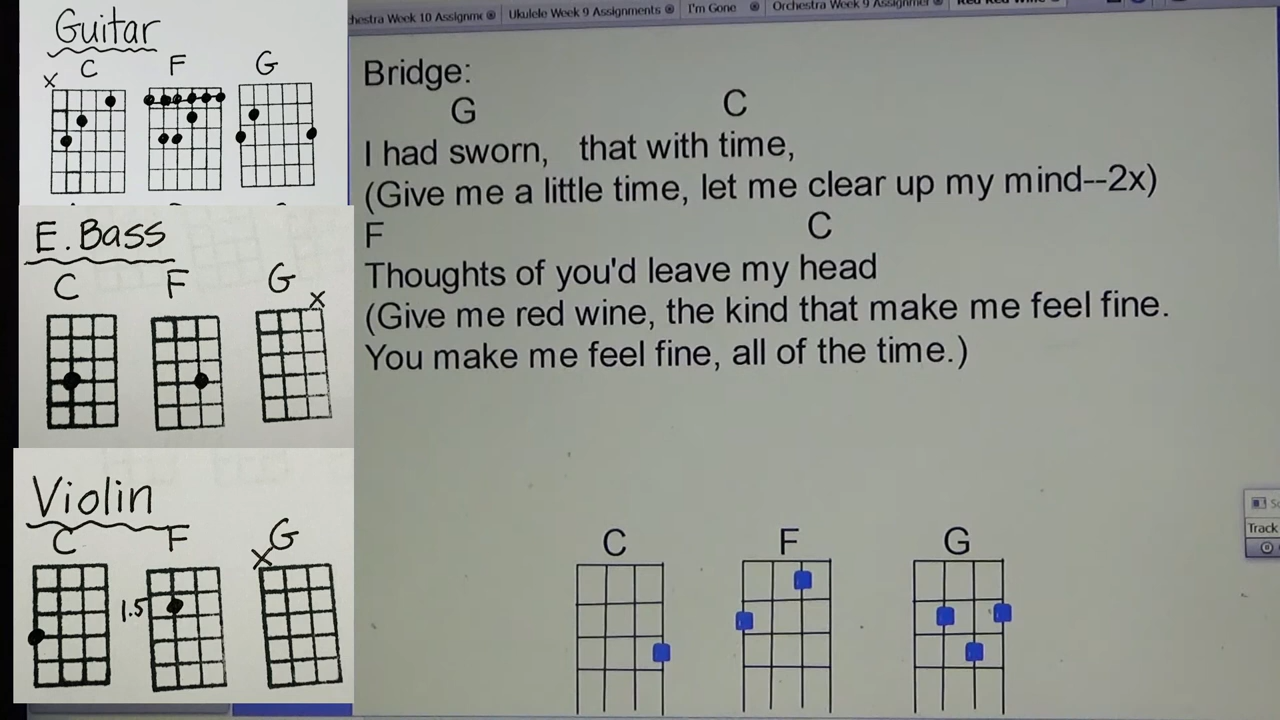 hestra Week 10 Assignme
Ukulele Week 9 Assignments
I'm Gone
Orchestra Week 9 Assignmen
Guitar
x C F G
E. Bass
C F G x
Violin
C F x G
1.5
Bridge:
G C
I had sworn, that with time,
(Give me a little time, let me clear up my mind--2x)
F C
Thoughts of you'd leave my head
(Give me red wine, the kind that make me feel fine.
You make me feel fine, all of the time.)
C F G
Track